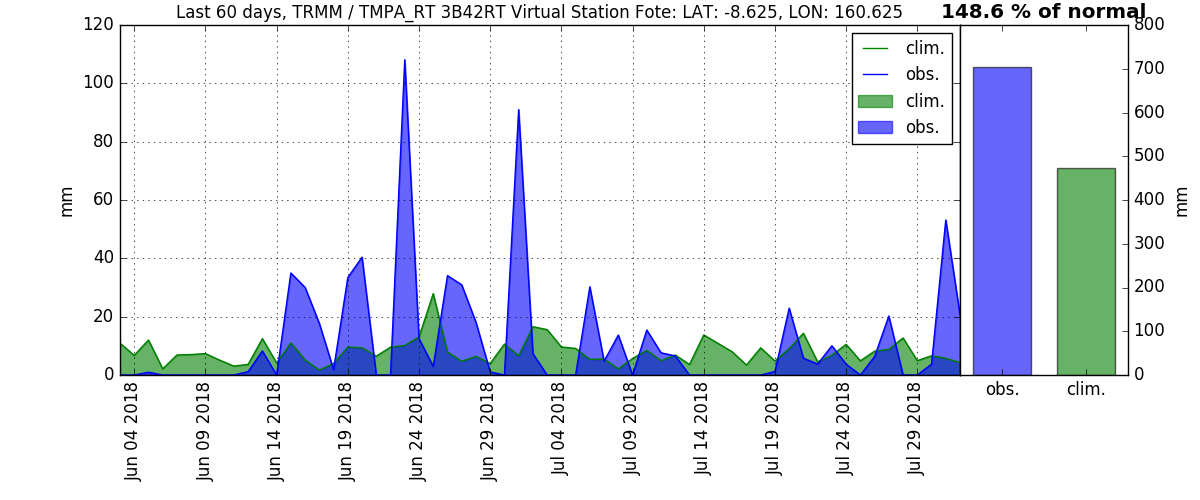 Last 60 days, TRMM / TMPA_RT 3B42RT Virtual Station Fote: LAT: -8.625, LON: 160.625
148.6 % of normal
120
100
80
60
40
20
0
mm
clim.
obs.
clim.
obs.
800
700
600
500
400
300
200
100
0
mm
Jun 04 2018
Jun 09 2018
Jun 14 2018
Jun 19 2018
Jun 24 2018
Jun 29 2018
Jul 04 2018
Jul 09 2018
Jul 14 2018
Jul 19 2018
Jul 24 2018
Jul 29 2018
obs.
clim.